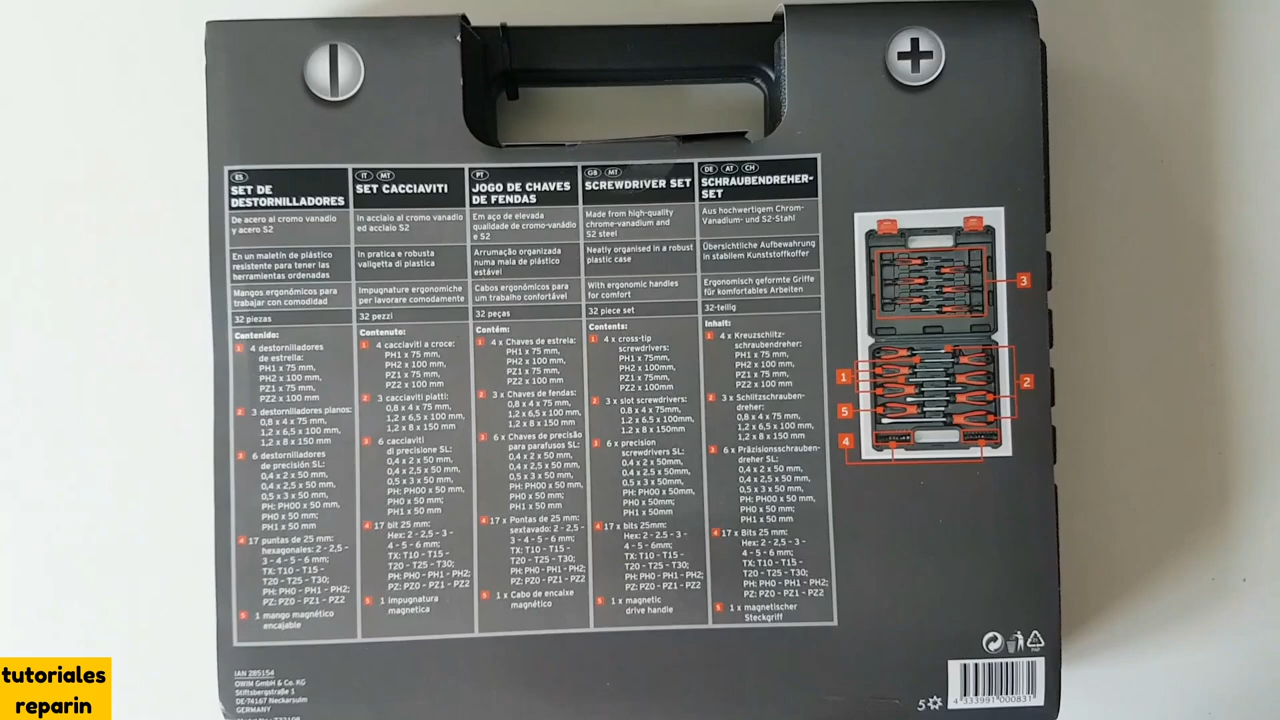 ES
SET DE
DESTORNILLADORES
De acero al cromo vanadio
y acero S2
En un maletín de plástico
resistente para tener las
herramientas ordenadas
Mangos ergonómicos para
trabajar con comodidad
32 piezas
Contenido:
1 4 destornilladores
de estrella:
PH1 x 75 mm,
PH2 x 100 mm,
PZ1 x 75 mm,
PZ2 x 100 mm
2 3 destornilladores planos:
0,8 x 4 x 75 mm,
1,2 x 6,5 x 100 mm,
1,2 x 8 x 150 mm
3 6 destornilladores
de precisión SL:
0,4 x 2 x 50 mm,
0,4 x 2,5 x 50 mm,
0,5 x 3 x 50 mm;
PH: PH00 x 50 mm,
PH0 x 50 mm;
PH1 x 50 mm
4 17 puntas de 25 mm:
hexagonales: 2 - 2,5 -
3 - 4 - 5 - 6 mm;
TX: T10 - T15 -
T20 - T25 - T30;
PH: PH0 - PH1 - PH2;
PZ: PZ0 - PZ1 - PZ2
5 1 mango magnético
encajable
IT MT
SET CACCIAVITI
In acciaio al cromo vanadio
ed acciaio S2
In pratica e robusta
valigetta di plastica
Impugnature ergonomiche
per lavorare comodamente
32 pezzi
Contenuto:
1 4 cacciaviti a croce:
PH1 x 75 mm,
PH2 x 100 mm,
PZ1 x 75 mm,
PZ2 x 100 mm
2 3 cacciaviti piatti:
0,8 x 4 x 75 mm,
1,2 x 6,5 x 100 mm,
1,2 x 8 x 150 mm
3 6 cacciaviti
di precisione SL:
0,4 x 2 x 50 mm,
0,4 x 2,5 x 50 mm,
0,5 x 3 x 50 mm;
PH: PH00 x 50 mm,
PH0 x 50 mm;
PH1 x 50 mm
4 17 bit 25 mm:
Hex: 2 - 2,5 - 3 -
4 - 5 - 6 mm;
TX: T10 - T15 -
T20 - T25 - T30;
PH: PH0 - PH1 - PH2;
PZ: PZ0 - PZ1 - PZ2
5 1 impugnatura
magnetica
PT
JOGO DE CHAVES
DE FENDAS
Em aço de elevada
qualidade de cromo-vanádio
e S2
Arrumação organizada
numa mala de plástico
estável
Cabos ergonómicos para
um trabalho confortável
32 peças
Contém:
1 4 x Chaves de estrela:
PH1 x 75 mm,
PH2 x 100 mm,
PZ1 x 75 mm,
PZ2 x 100 mm
2 3 x Chaves de fendas:
0,8 x 4 x 75 mm,
1,2 x 6,5 x 100 mm,
1,2 x 8 x 150 mm
3 6 x Chaves de precisão
para parafusos SL:
0,4 x 2 x 50 mm,
0,4 x 2,5 x 50 mm,
0,5 x 3 x 50 mm;
PH: PH00 x 50 mm,
PH0 x 50 mm;
PH1 x 50 mm
4 17 x Pontas de 25 mm:
sextavado: 2 - 2,5 -
3 - 4 - 5 - 6 mm;
TX: T10 - T15 -
T20 - T25 - T30;
PH: PH0 - PH1 - PH2;
PZ: PZ0 - PZ1 - PZ2
5 1 x Cabo de encaixe
magnético
GB MT
SCREWDRIVER SET
Made from high-quality
chrome-vanadium and
S2 steel
Neatly organised in a robust
plastic case
With ergonomic handles
for comfort
32 piece set
Contents:
1 4 x cross-tip
screwdrivers:
PH1 x 75mm,
PH2 x 100mm,
PZ1 x 75mm,
PZ2 x 100mm
2 3 x slot screwdrivers:
0.8 x 4 x 75mm,
1.2 x 6.5 x 100mm,
1.2 x 8 x 150mm
3 6 x precision
screwdrivers SL:
0.4 x 2 x 50mm,
0.4 x 2.5 x 50mm,
0.5 x 3 x 50mm;
PH: PH00 x 50mm,
PH0 x 50mm;
PH1 x 50mm
4 17 x bits 25mm:
Hex: 2 - 2.5 - 3 -
4 - 5 - 6mm;
TX: T10 - T15 -
T20 - T25 - T30;
PH: PH0 - PH1 - PH2;
PZ: PZ0 - PZ1 - PZ2
5 1 x magnetic
drive handle
DE AT CH
SCHRAUBENDREHER-
SET
Aus hochwertigem Chrom-
Vanadium- und S2-Stahl
Übersichtliche Aufbewahrung
in stabilem Kunststoffkoffer
Ergonomisch geformte Griffe
für komfortables Arbeiten
32-teilig
Inhalt:
1 4 x Kreuzschlitz-
schraubendreher:
PH1 x 75 mm,
PH2 x 100 mm,
PZ1 x 75 mm,
PZ2 x 100 mm
2 3 x Schlitzschrauben-
dreher:
0,8 x 4 x 75 mm,
1,2 x 6,5 x 100 mm,
1,2 x 8 x 150 mm
3 6 x Präzisionsschrauben-
dreher SL:
0,4 x 2 x 50 mm,
0,4 x 2,5 x 50 mm,
0,5 x 3 x 50 mm;
PH: PH00 x 50 mm,
PH0 x 50 mm;
PH1 x 50 mm
4 17 x Bits 25 mm:
Hex: 2 - 2,5 - 3 -
4 - 5 - 6 mm;
TX: T10 - T15 -
T20 - T25 - T30;
PH: PH0 - PH1 - PH2;
PZ: PZ0 - PZ1 - PZ2
5 1 x magnetischer
Steckgriff
3
1
2
5
4
IAN 285154
OWIM GmbH & Co. KG
Stiftsbergstraße 1
DE-74167 Neckarsulm
GERMANY
PAP
5
4 333991 000831
tutoriales
reparin